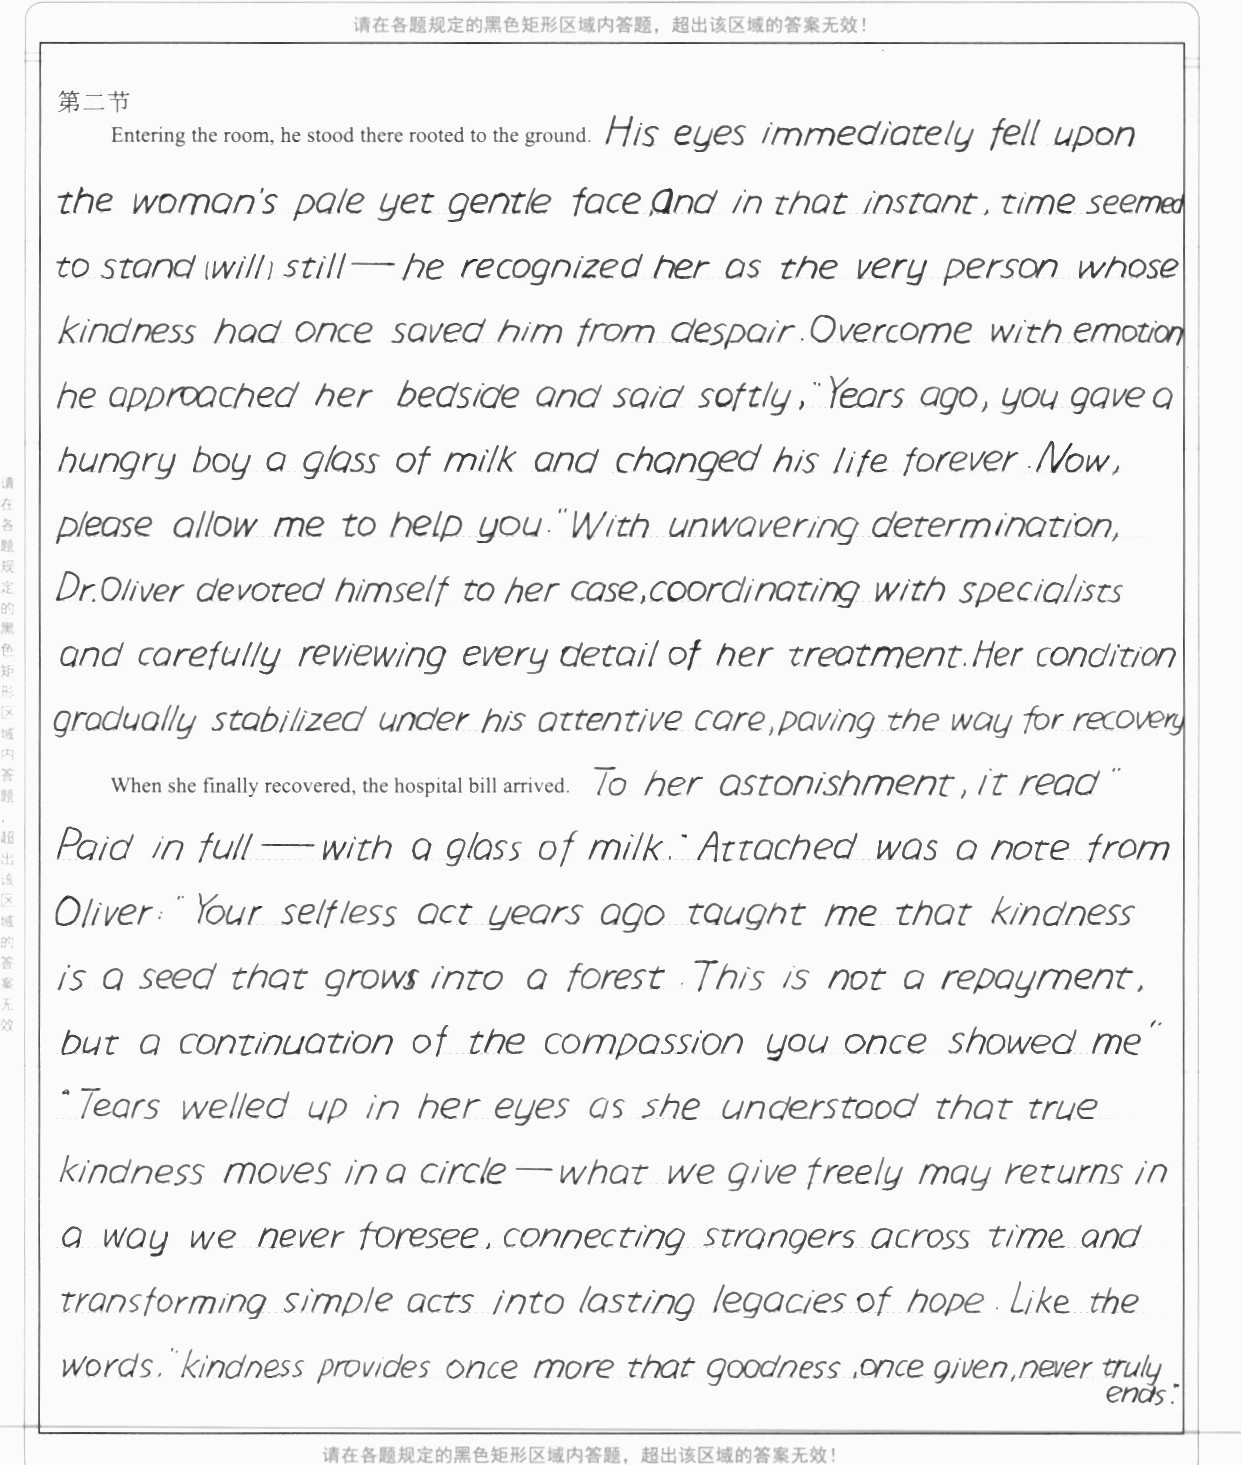 请在各题规定的黑色矩形区域内答题，超出该区域的答案无效！
第二节
Entering the room, he stood there rooted to the ground. His eyes immediately fell upon
the woman's pale yet gentle face, and in that instant, time seemed
to stand (will) still——he recognized her as the very person whose
kindness had once saved him from despair. Overcome with emotion
he approached her bedside and said softly, "Years ago, you gave a
hungry boy a glass of milk and changed his life forever. Now,
please allow me to help you." With unwavering determination,
Dr. Oliver devoted himself to her case, coordinating with specialists
and carefully reviewing every detail of her treatment. Her condition
gradually stabilized under his attentive care, paving the way for recovery
When she finally recovered, the hospital bill arrived. To her astonishment, it read "
Paid in full——with a glass of milk." Attached was a note from
Oliver: "Your selfless act years ago taught me that kindness
is a seed that grows into a forest. This is not a repayment,
but a continuation of the compassion you once showed me"
"Tears welled up in her eyes as she understood that true
kindness moves in a circle—what we give freely may returns in
a way we never foresee, connecting strangers across time and
transforming simple acts into lasting legacies of hope. Like the
words, "kindness provides once more that goodness, once given, never truly
ends."
请在各题规定的黑色矩形区域内答题，超出该区域的答案无效！
请在各题规定的黑色矩形区域内答题，超出该区域的答案无效